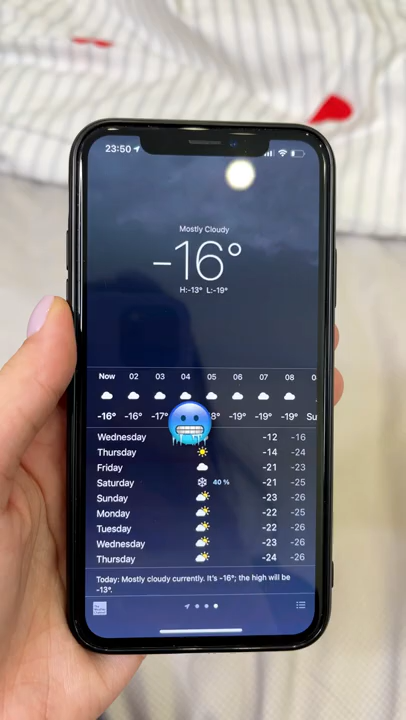 23:50
Mostly Cloudy
-16°
H:-13° L:-19°
Now 02 03 04 05 06 07 08
-16° -16° -17° 8° -19° -19° -19° Su
Wednesday -12 -16
Thursday -14 -24
Friday -21 -23
Saturday 40 % -21 -25
Sunday -23 -26
Monday -22 -25
Tuesday -22 -26
Wednesday -23 -26
Thursday -24 -26
Today: Mostly cloudy currently. It's -16°; the high will be
-13°.